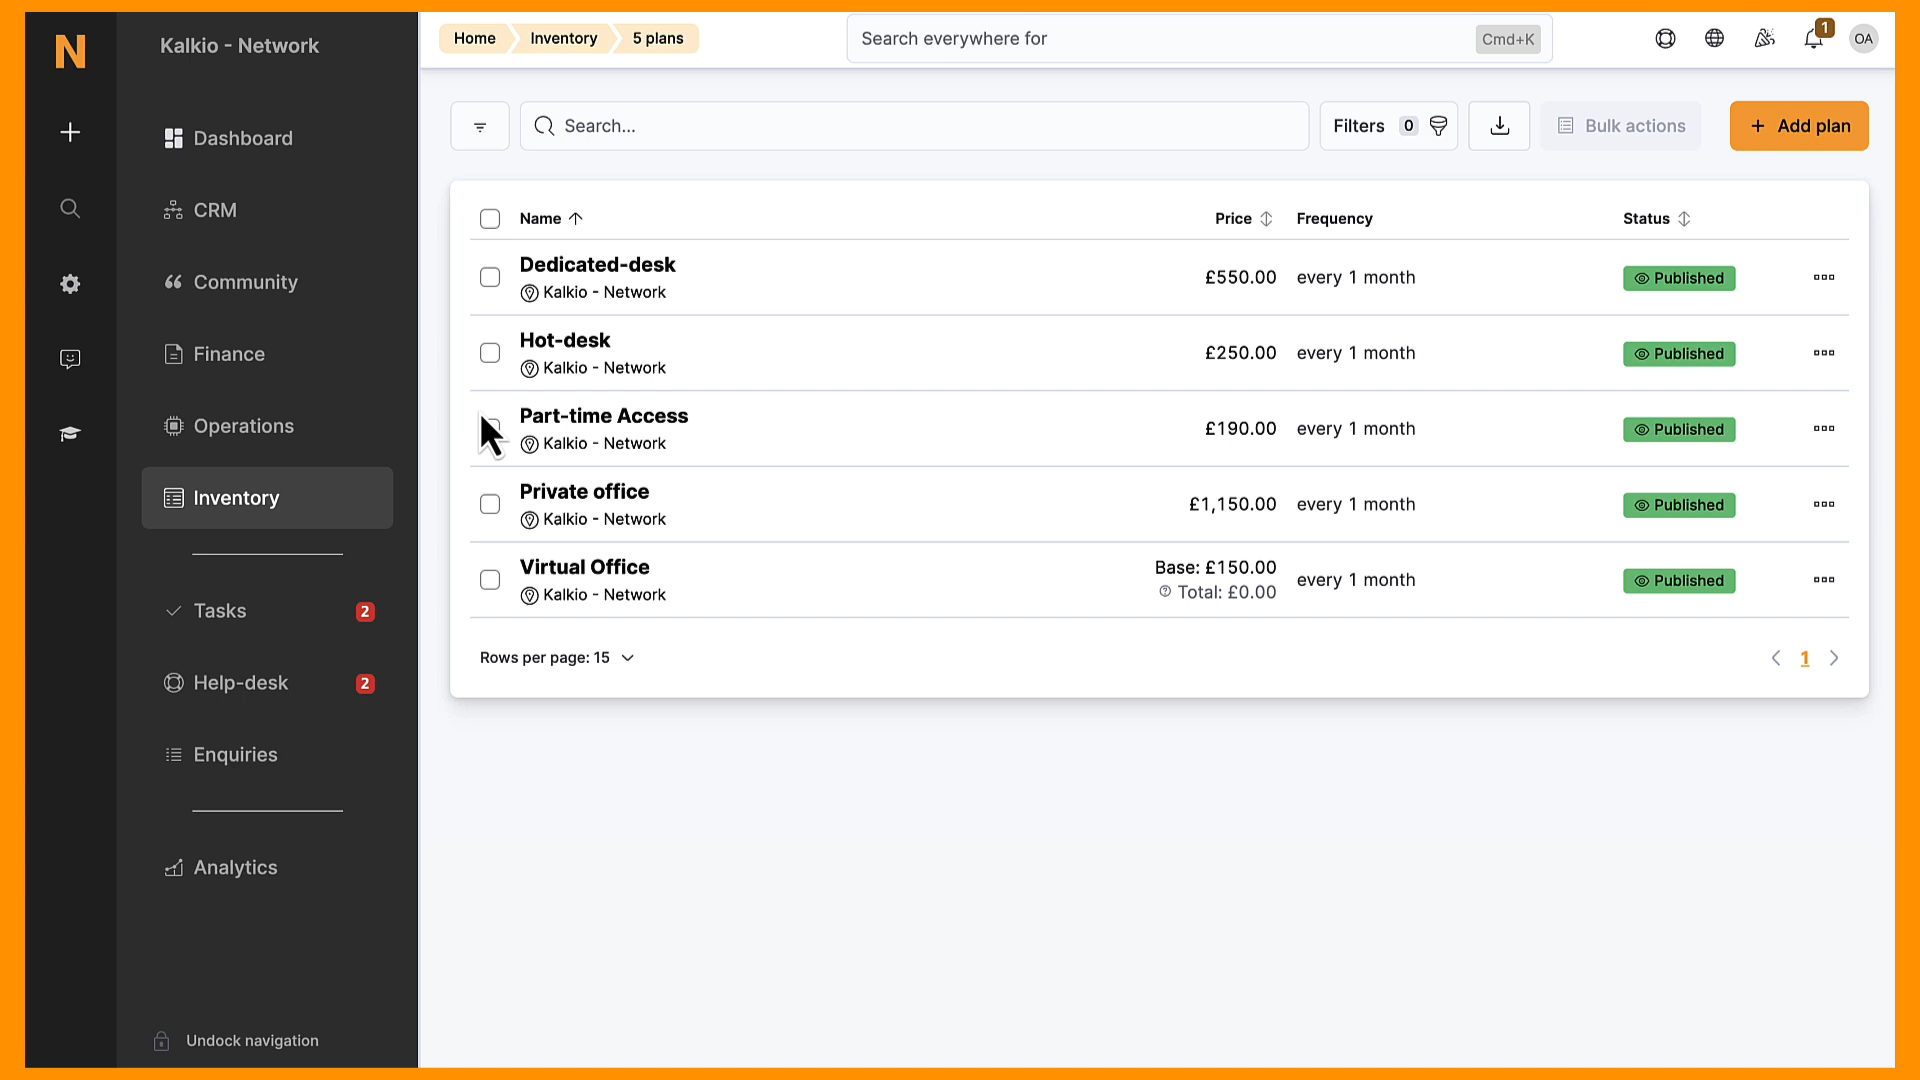 N
Kalkio - Network
Dashboard
CRM
Community
Finance
Operations
Inventory
Tasks 2
Help-desk 2
Enquiries
Analytics
Undock navigation
Home Inventory 5 plans
Search everywhere for Cmd+K
1
OA
Search...
Filters 0
Bulk actions
+ Add plan
Name Price Frequency Status
Dedicated-desk
Kalkio - Network
£550.00 every 1 month Published
Hot-desk
Kalkio - Network
£250.00 every 1 month Published
Part-time Access
Kalkio - Network
£190.00 every 1 month Published
Private office
Kalkio - Network
£1,150.00 every 1 month Published
Virtual Office
Kalkio - Network
Base: £150.00
Total: £0.00
every 1 month Published
Rows per page: 15
1